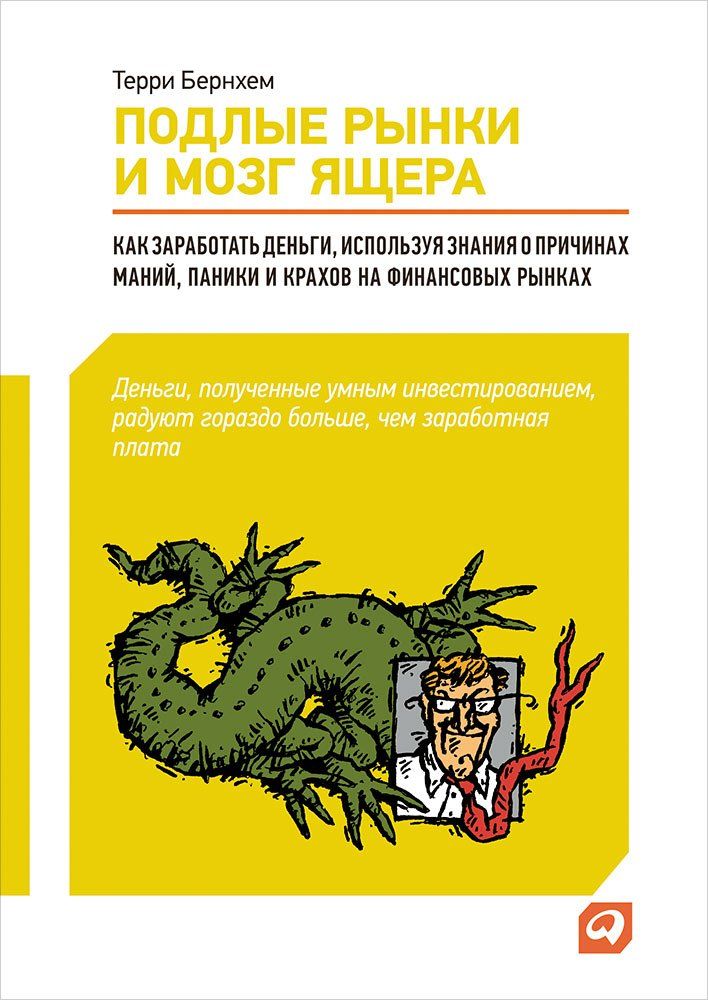 Терри Бернхем
ПОДЛЫЕ РЫНКИ
И МОЗГ ЯЩЕРА
КАК ЗАРАБОТАТЬ ДЕНЬГИ, ИСПОЛЬЗУЯ ЗНАНИЯ О ПРИЧИНАХ
МАНИЙ, ПАНИКИ И КРАХОВ НА ФИНАНСОВЫХ РЫНКАХ
Деньги, полученные умным инвестированием,
радуют гораздо больше, чем заработная
плата